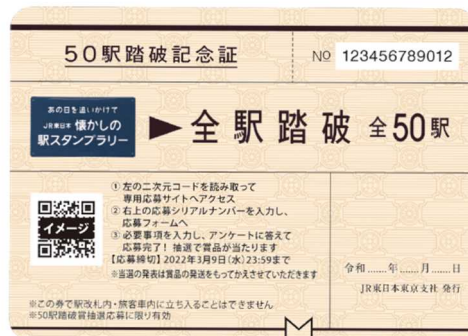 50駅踏破記念証
№ 123456789012
あの日を追いかけて
JR東日本 懐かしの
駅スタンプラリー
▶全駅踏破 全50駅
イメージ
①左の二次元コードを読み取って
専用応募サイトへアクセス
②右上の応募シリアルナンバーを入力し、
応募フォームへ
③必要事項を入力し、アンケートに答えて
応募完了! 抽選で賞品が当たります
【応募締切】2022年3月9日(水)23:59まで
※当選の発表は賞品の発送をもってかえさせていただきます
令和......年......月......日
JR東日本東京支社 発行
※この券で駅改札内・旅客車内に立ち入ることはできません
※50駅踏破賞抽選応募に限り有効